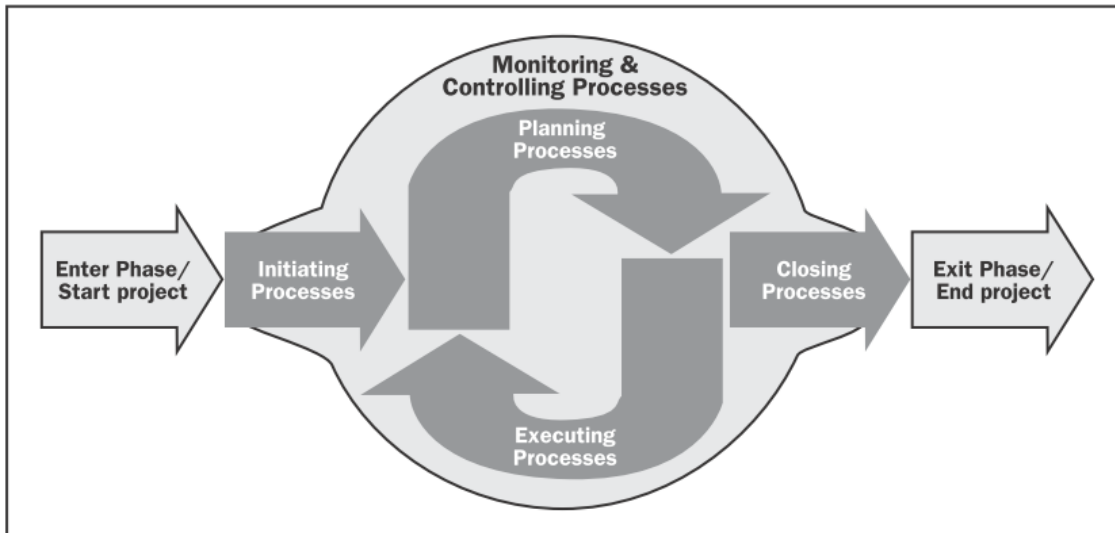 Monitoring &
Controlling Processes
Planning
Processes
Enter Phase/
Start project
Initiating
Processes
Closing
Processes
Exit Phase/
End project
Executing
Processes